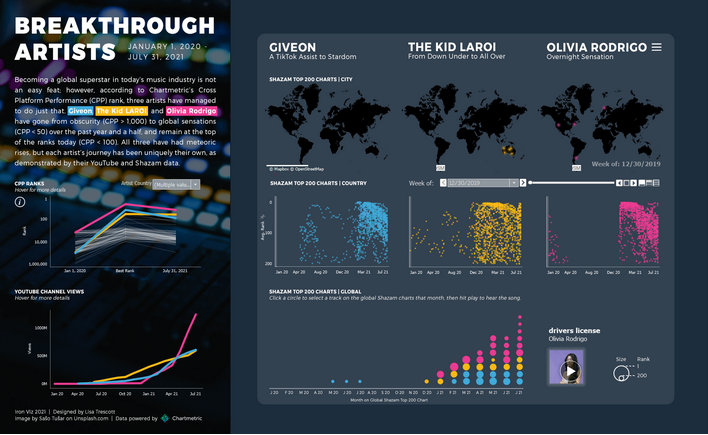 BREAKTHROUGH
ARTISTS JANUARY 1, 2020 -
JULY 31, 2021
Becoming a global superstar in today's music industry is not
an easy feat; however, according to Chartmetric's Cross
Platform Performance (CPP) rank, three artists have managed
to do just that. Giveon, The Kid LAROI and Olivia Rodrigo
have gone from obscurity (CPP > 1,000) to global sensations
(CPP < 50) over the past year and a half, and remain at the top
of the ranks today (CPP < 100). All three have had meteoric
rises, but each artist's journey has been uniquely their own, as
demonstrated by their YouTube and Shazam data.
CPP RANKS
Hover for more details
Artist Country (Multiple valu...
i
Rank
1
100
10,000
1,000,000
Jan 1, 2020 Best Rank July 31, 2021
YOUTUBE CHANNEL VIEWS
Hover for more details
Views
1000M
500M
0M
Jan 20 Apr 20 Jul 20 Oct 20 Jan 21 Apr 21 Jul 21
Iron Viz 2021 | Designed by Lisa Trescott
Image by Sašo Tušar on Unsplash.com | Data powered by Chartmetric
GIVEON
A TikTok Assist to Stardom
THE KID LAROI
From Down Under to All Over
OLIVIA RODRIGO
Overnight Sensation
SHAZAM TOP 200 CHARTS | CITY
© Mapbox © OpenStreetMap
Week of: 12/30/2019
SHAZAM TOP 200 CHARTS | COUNTRY
Week of: 12/30/2019
Avg. Rank
0
100
200
Jan 20 Apr 20 Aug 20 Dec 20 Mar 21 Jul 21
Jan 20 Apr 20 Aug 20 Dec 20 Mar 21 Jul 21
Jan 20 Apr 20 Aug 20 Dec 20 Mar 21 Jul 21
SHAZAM TOP 200 CHARTS | GLOBAL
Click a circle to select a track on the global Shazam charts that month, then hit play to hear the song.
J 20 F 20 M 20 A 20 M 20 J 20 J 20 A 20 S 20 O 20 N 20 D 20 J 21 F 21 M 21 A 21 M 21 J 21 J 21
Month on Global Shazam Top 200 Chart
drivers license
Olivia Rodrigo
Size Rank
1
200